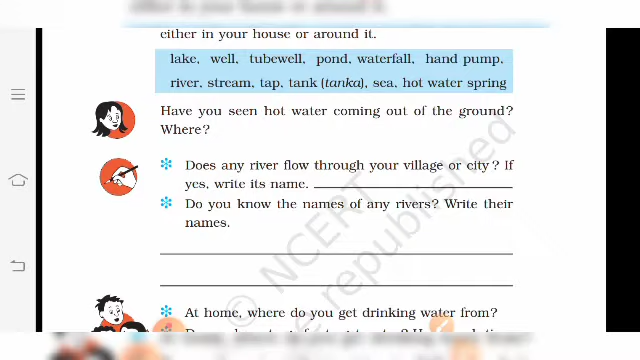 either in your house or around it.
lake, well, tubewell, pond, waterfall, hand pump,
river, stream, tap, tank (tanka), sea, hot water spring
Have you seen hot water coming out of the ground?
Where?
Does any river flow through your village or city? If
yes, write its name.
Do you know the names of any rivers? Write their
names.
© NCERT
be republished
At home, where do you get drinking water from?